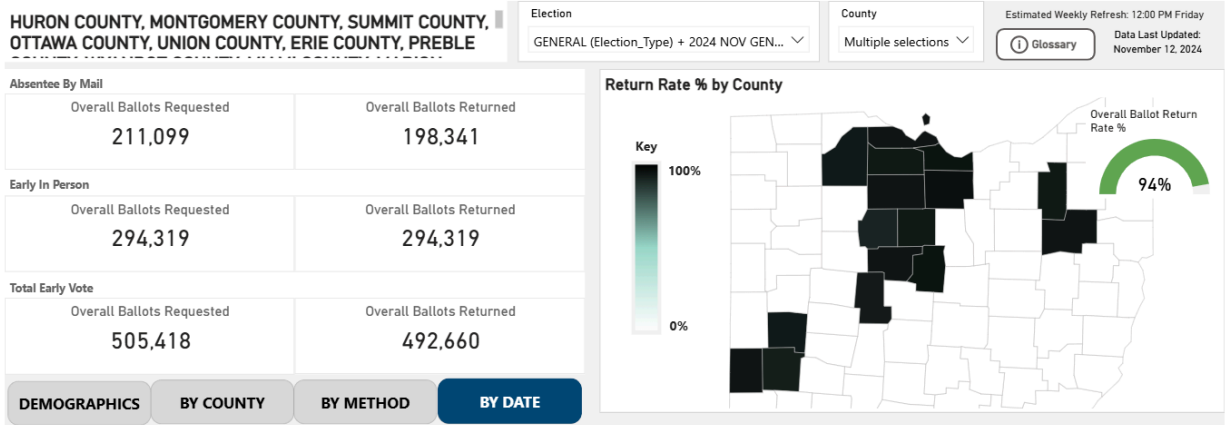 HURON COUNTY, MONTGOMERY COUNTY, SUMMIT COUNTY,
OTTAWA COUNTY, UNION COUNTY, ERIE COUNTY, PREBLE
Election
GENERAL (Election_Type) + 2024 NOV GEN...
County
Multiple selections
Estimated Weekly Refresh: 12:00 PM Friday
Glossary
Data Last Updated:
November 12, 2024
Absentee By Mail
Overall Ballots Requested
211,099
Overall Ballots Returned
198,341
Early In Person
Overall Ballots Requested
294,319
Overall Ballots Returned
294,319
Total Early Vote
Overall Ballots Requested
505,418
Overall Ballots Returned
492,660
DEMOGRAPHICS
BY COUNTY
BY METHOD
BY DATE
Return Rate % by County
Key
100%
0%
Overall Ballot Return
Rate %
94%